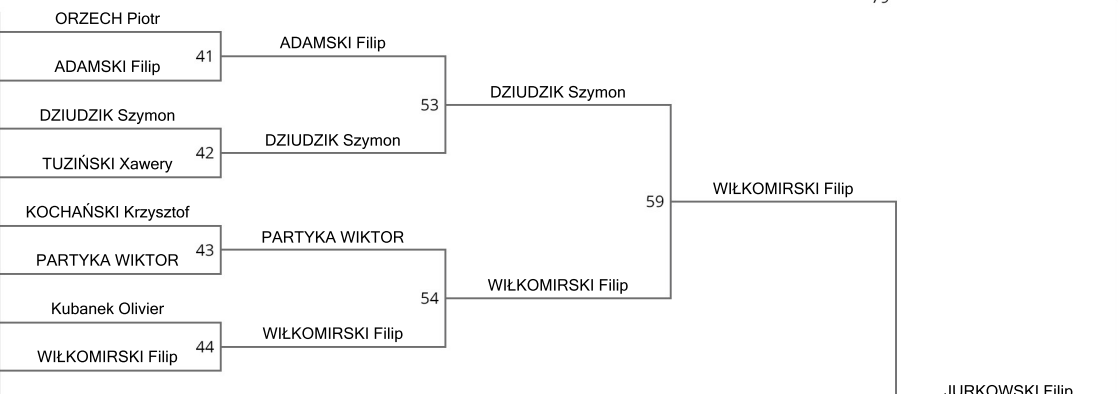 ORZECH Piotr
41
ADAMSKI Filip
ADAMSKI Filip
53
DZIUDZIK Szymon
DZIUDZIK Szymon
42
TUZIŃSKI Xawery
DZIUDZIK Szymon
59
WIŁKOMIRSKI Filip
KOCHAŃSKI Krzysztof
43
PARTYKA WIKTOR
PARTYKA WIKTOR
54
WIŁKOMIRSKI Filip
Kubanek Olivier
44
WIŁKOMIRSKI Filip
WIŁKOMIRSKI Filip
JURKOWSKI Filip